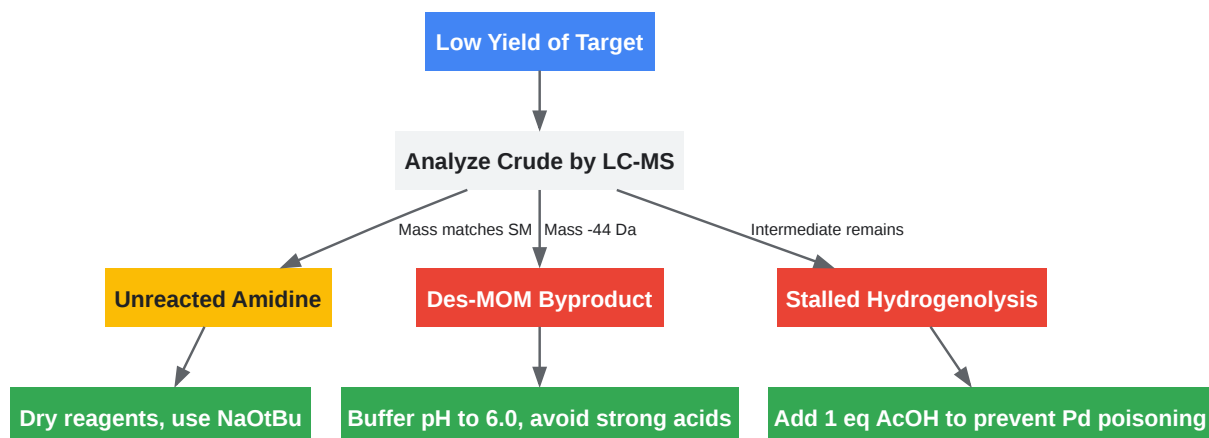 Low Yield of Target
Analyze Crude by LC-MS
Mass matches SM
Mass -44 Da
Intermediate remains
Unreacted Amidine
Des-MOM Byproduct
Stalled Hydrogenolysis
Dry reagents, use NaOtBu
Buffer pH to 6.0, avoid strong acids
Add 1 eq AcOH to prevent Pd poisoning